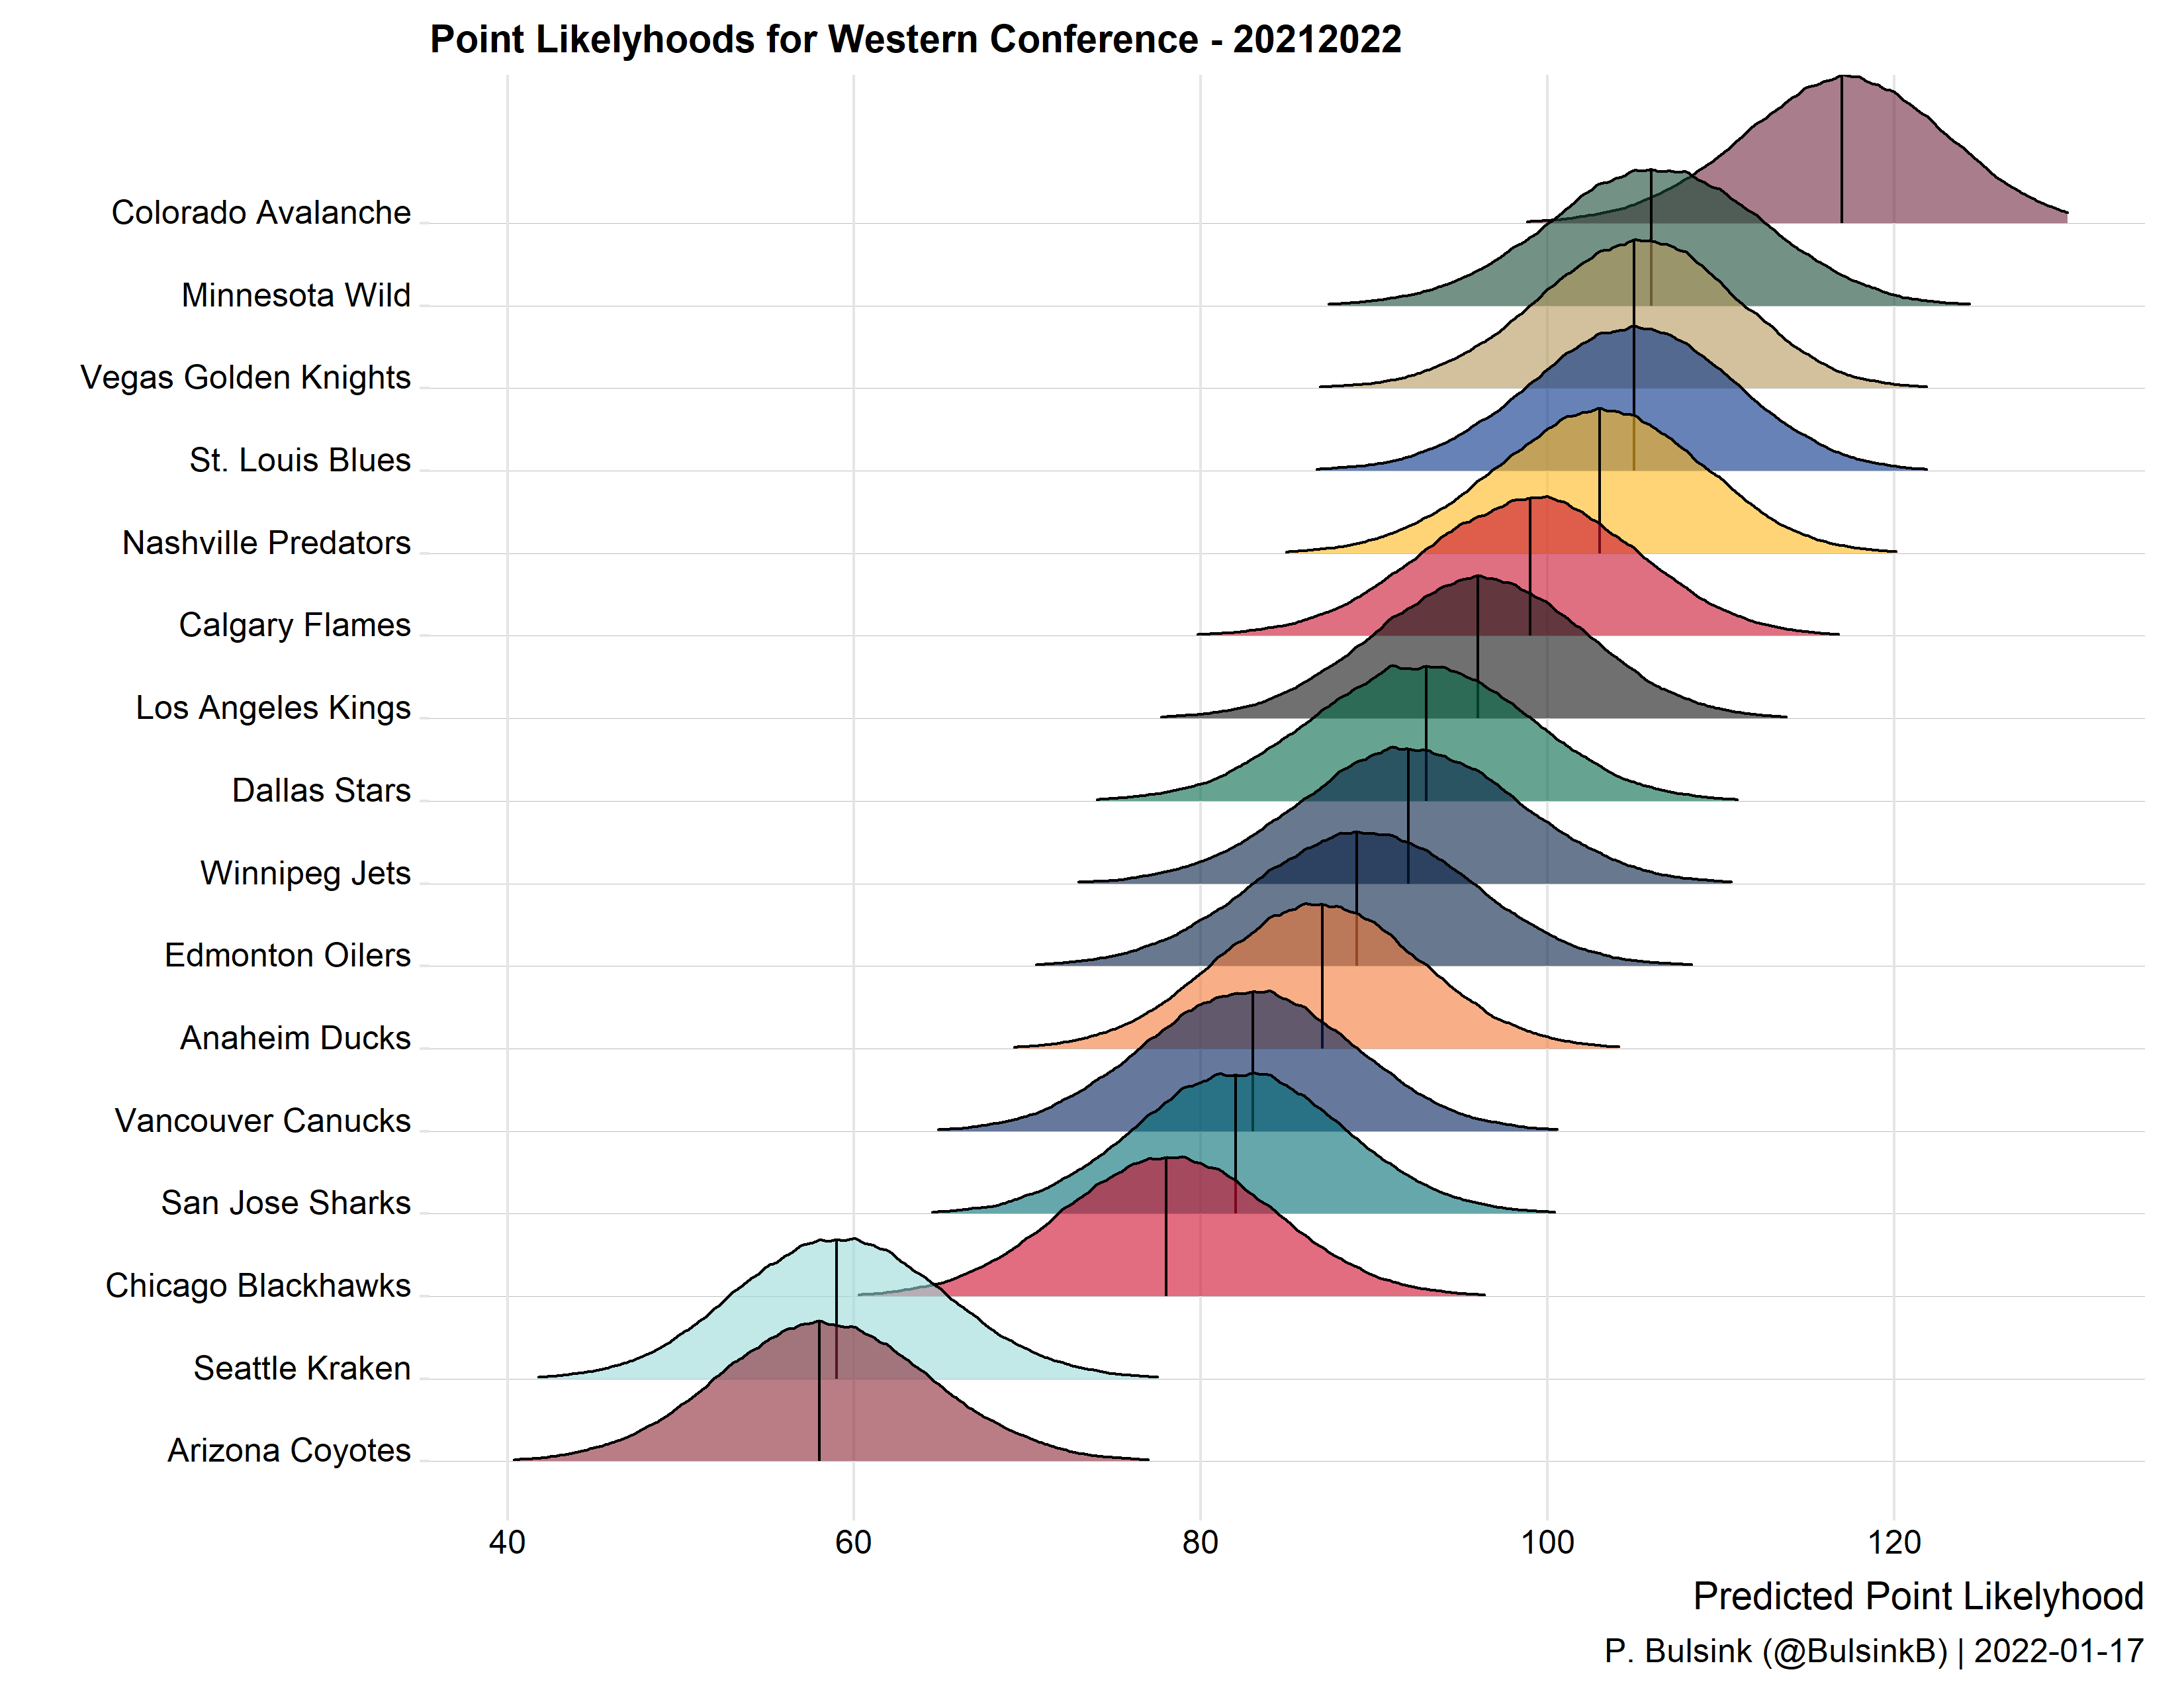 Point Likelyhoods for Western Conference - 20212022
Colorado Avalanche
Minnesota Wild
Vegas Golden Knights
St. Louis Blues
Nashville Predators
Calgary Flames
Los Angeles Kings
Dallas Stars
Winnipeg Jets
Edmonton Oilers
Anaheim Ducks
Vancouver Canucks
San Jose Sharks
Chicago Blackhawks
Seattle Kraken
Arizona Coyotes
40 60 80 100 120
Predicted Point Likelyhood
P. Bulsink (@BulsinkB) | 2022-01-17